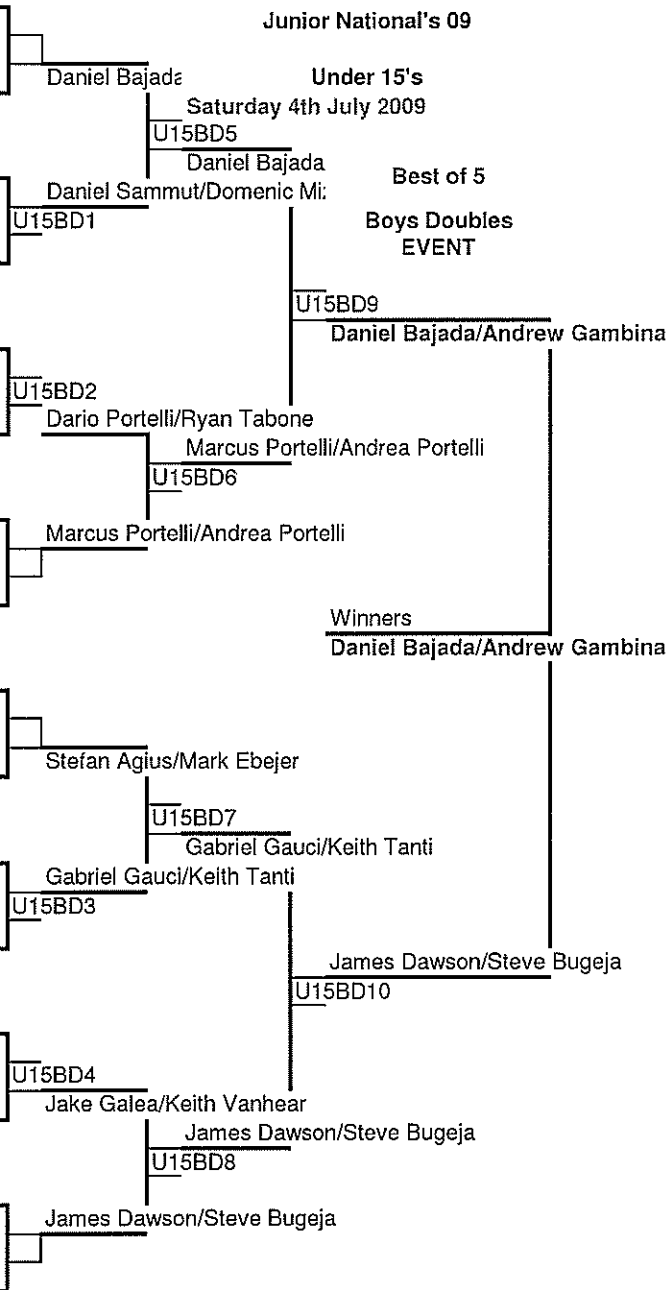 Junior National's 09
Daniel Bajada
Under 15's
Saturday 4th July 2009
U15BD5
Daniel Bajada
Best of 5
Daniel Sammut/Domenic Miz
U15BD1
Boys Doubles
EVENT
U15BD9
Daniel Bajada/Andrew Gambina
U15BD2
Dario Portelli/Ryan Tabone
Marcus Portelli/Andrea Portelli
U15BD6
Marcus Portelli/Andrea Portelli
Winners
Daniel Bajada/Andrew Gambina
Stefan Agius/Mark Ebejer
U15BD7
Gabriel Gauci/Keith Tanti
Gabriel Gauci/Keith Tanti
U15BD3
James Dawson/Steve Bugeja
U15BD10
U15BD4
Jake Galea/Keith Vanhear
James Dawson/Steve Bugeja
U15BD8
James Dawson/Steve Bugeja